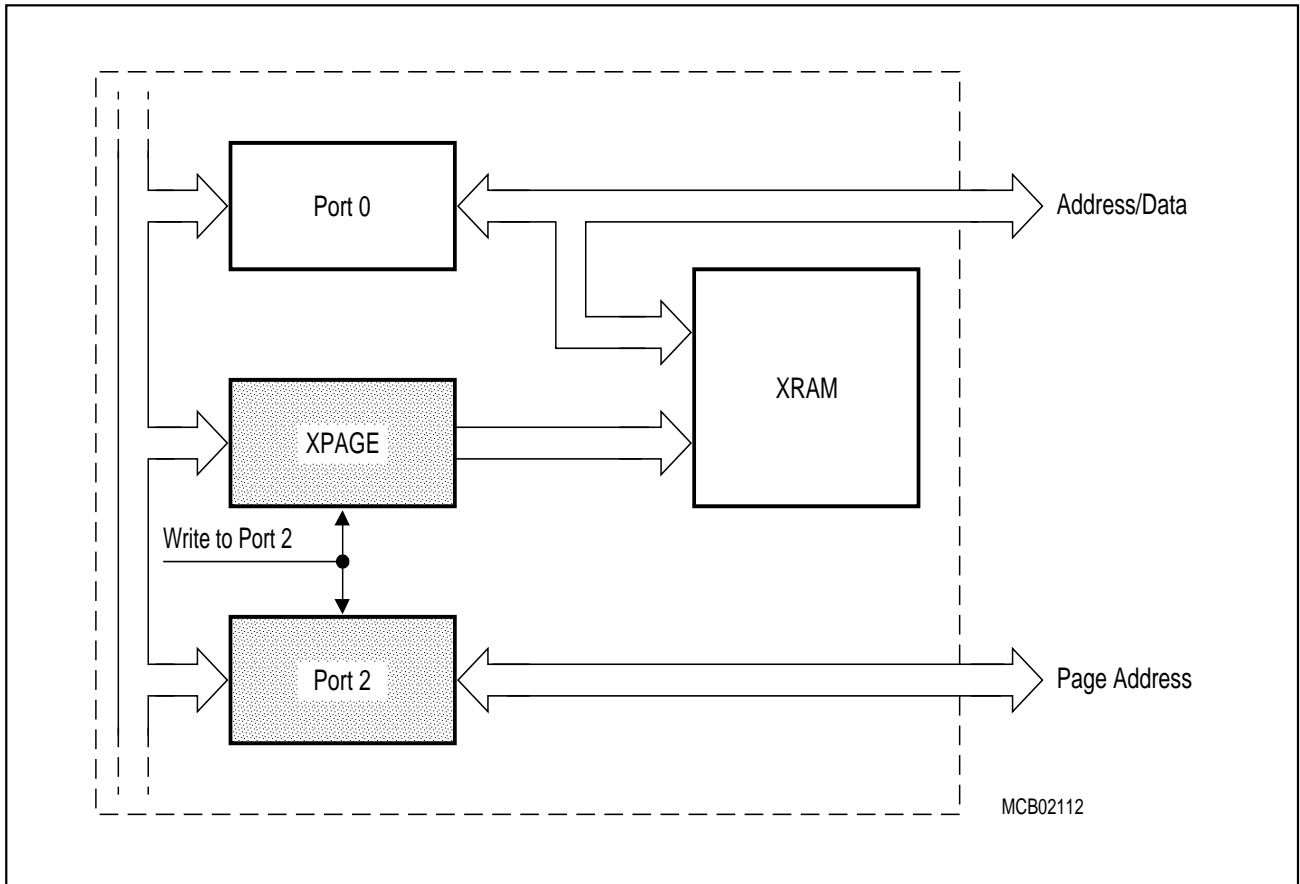 Port 0
Address/Data
XRAM
XPAGE
Write to Port 2
Port 2
Page Address
MCB02112